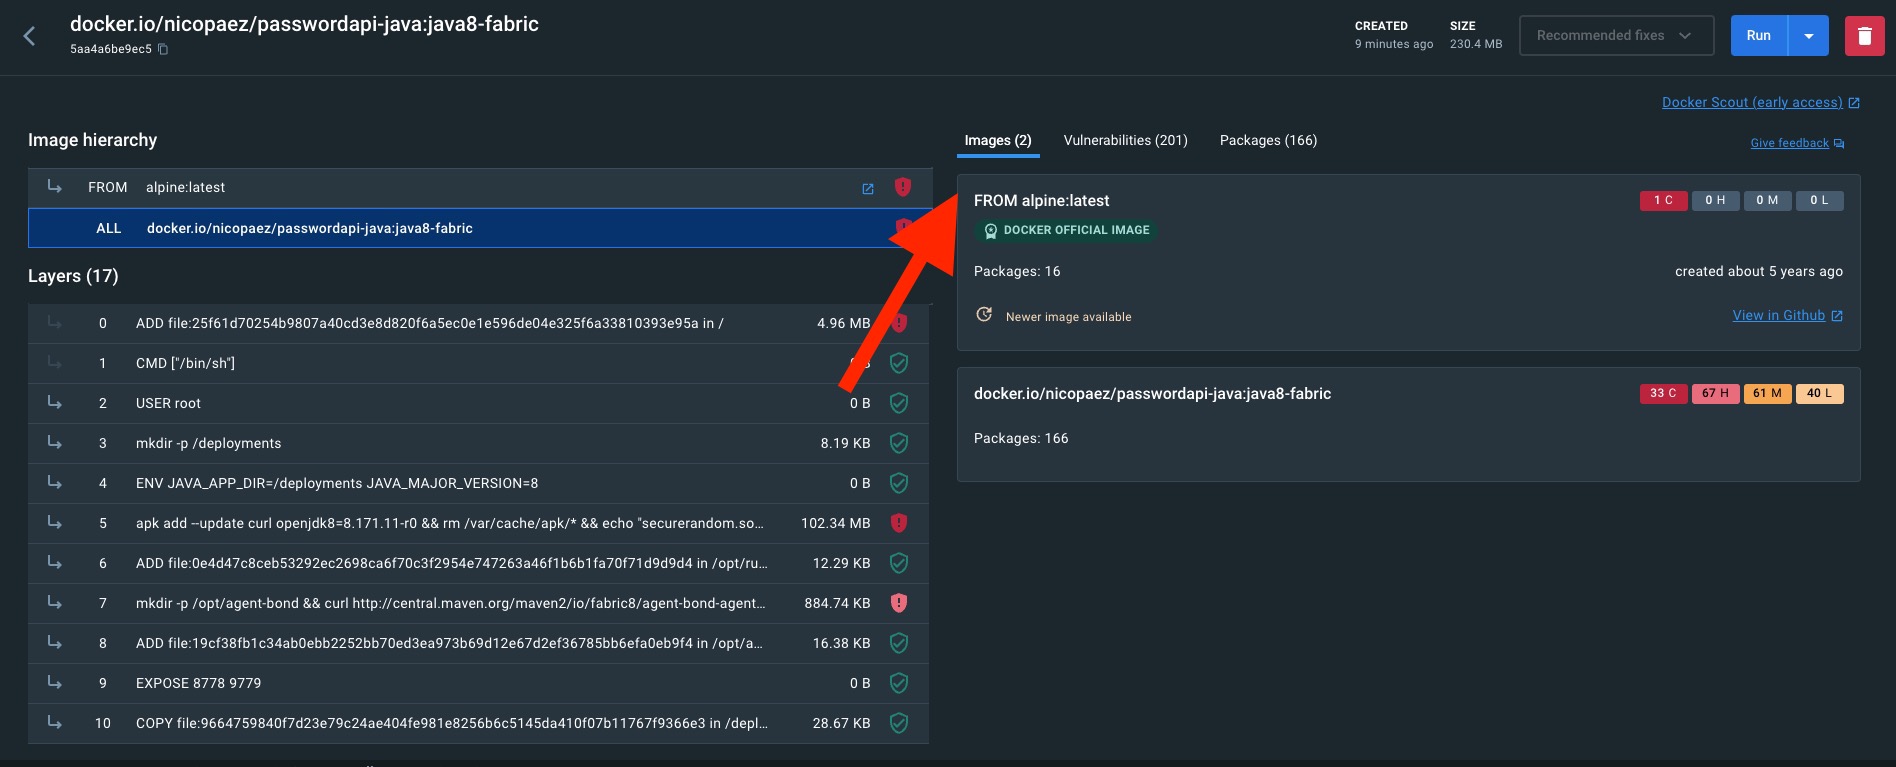 docker.io/nicopaez/passwordapi-java:java8-fabric
5aa4a6be9ec5
CREATED
9 minutes ago
SIZE
230.4 MB
Recommended fixes
Run
Docker Scout (early access)
Image hierarchy
FROM alpine:latest
ALL docker.io/nicopaez/passwordapi-java:java8-fabric
Layers (17)
0 ADD file:25f61d70254b9807a40cd3e8d820f6a5ec0e1e596de04e325f6a33810393e95a in / 4.96 MB
1 CMD ["/bin/sh"]
2 USER root 0 B
3 mkdir -p /deployments 8.19 KB
4 ENV JAVA_APP_DIR=/deployments JAVA_MAJOR_VERSION=8 0 B
5 apk add --update curl openjdk8=8.171.11-r0 && rm /var/cache/apk/* && echo "securerandom.so... 102.34 MB
6 ADD file:0e4d47c8ceb53292ec2698ca6f70c3f2954e747263a46f1b6b1fa70f71d9d9d4 in /opt/ru... 12.29 KB
7 mkdir -p /opt/agent-bond && curl http://central.maven.org/maven2/io/fabric8/agent-bond-agent... 884.74 KB
8 ADD file:19cf38fb1c34ab0ebb2252bb70ed3ea973b69d12e67d2ef36785bb6efa0eb9f4 in /opt/a... 16.38 KB
9 EXPOSE 8778 9779 0 B
10 COPY file:9664759840f7d23e79c24ae404fe981e8256b6c5145da410f07b11767f9366e3 in /depl... 28.67 KB
Images (2)
Vulnerabilities (201)
Packages (166)
Give feedback
FROM alpine:latest
1 C 0 H 0 M 0 L
DOCKER OFFICIAL IMAGE
Packages: 16
created about 5 years ago
Newer image available
View in Github
docker.io/nicopaez/passwordapi-java:java8-fabric
33 C 67 H 61 M 40 L
Packages: 166